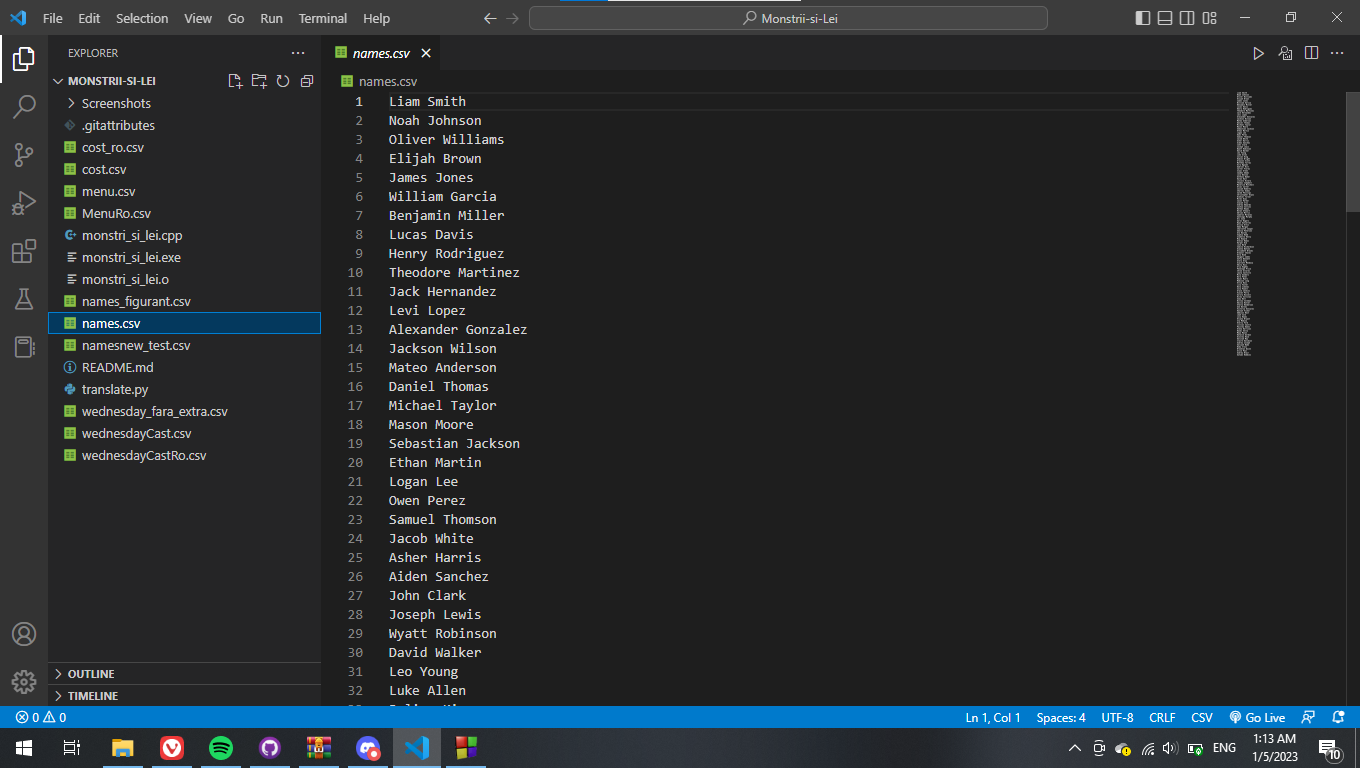 File Edit Selection View Go Run Terminal Help
Monstrii-si-Lei
EXPLORER
MONSTRII-SI-LEI
Screenshots
.gitattributes
cost_ro.csv
cost.csv
menu.csv
MenuRo.csv
monstri_si_lei.cpp
monstri_si_lei.exe
monstri_si_lei.o
names_figurant.csv
names.csv
namesnew_test.csv
README.md
translate.py
wednesday_fara_extra.csv
wednesdayCast.csv
wednesdayCastRo.csv
OUTLINE
TIMELINE
names.csv
names.csv
1 Liam Smith
2 Noah Johnson
3 Oliver Williams
4 Elijah Brown
5 James Jones
6 William Garcia
7 Benjamin Miller
8 Lucas Davis
9 Henry Rodriguez
10 Theodore Martinez
11 Jack Hernandez
12 Levi Lopez
13 Alexander Gonzalez
14 Jackson Wilson
15 Mateo Anderson
16 Daniel Thomas
17 Michael Taylor
18 Mason Moore
19 Sebastian Jackson
20 Ethan Martin
21 Logan Lee
22 Owen Perez
23 Samuel Thomson
24 Jacob White
25 Asher Harris
26 Aiden Sanchez
27 John Clark
28 Joseph Lewis
29 Wyatt Robinson
30 David Walker
31 Leo Young
32 Luke Allen
0 0
Ln 1, Col 1 Spaces: 4 UTF-8 CRLF CSV Go Live
ENG
1:13 AM
1/5/2023
10